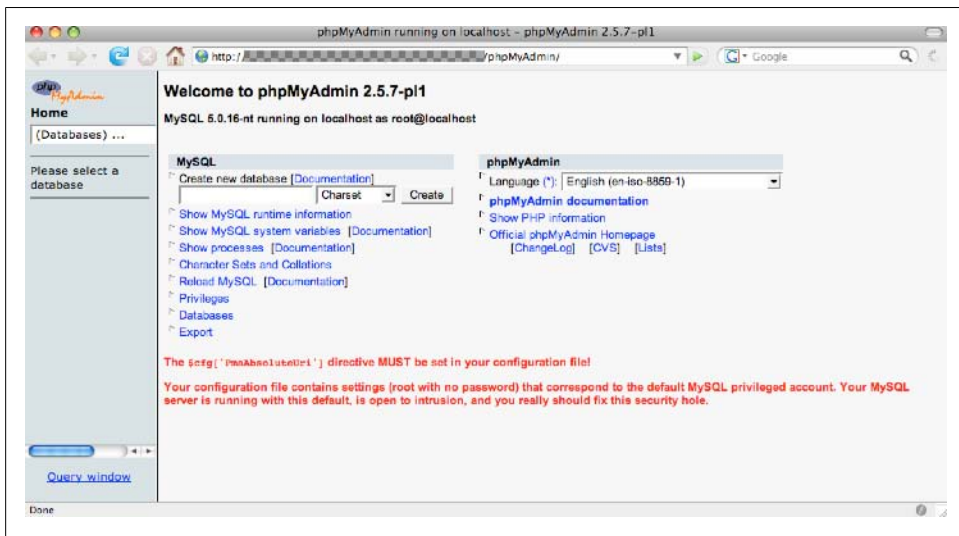 phpMyAdmin running on localhost - phpMyAdmin 2.5.7-pl1
http:/ /phpMyAdmin/
G Google
php
MyAdmin
Home
(Databases) ...
Please select a
database
Query window
Welcome to phpMyAdmin 2.5.7-pl1
MySQL 5.0.16-nt running on localhost as root@localhost
MySQL
Create new database [Documentation]
Charset Create
Show MySQL runtime information
Show MySQL system variables [Documentation]
Show processes [Documentation]
Character Sets and Collations
Reload MySQL [Documentation]
Privileges
Databases
Export
phpMyAdmin
Language (*): English (en-iso-8859-1)
phpMyAdmin documentation
Show PHP information
Official phpMyAdmin Homepage
[ChangeLog] [CVS] [Lists]
The $cfg['PmaAbsoluteUri'] directive MUST be set in your configuration file!
Your configuration file contains settings (root with no password) that correspond to the default MySQL privileged account. Your MySQL
server is running with this default, is open to intrusion, and you really should fix this security hole.
Done